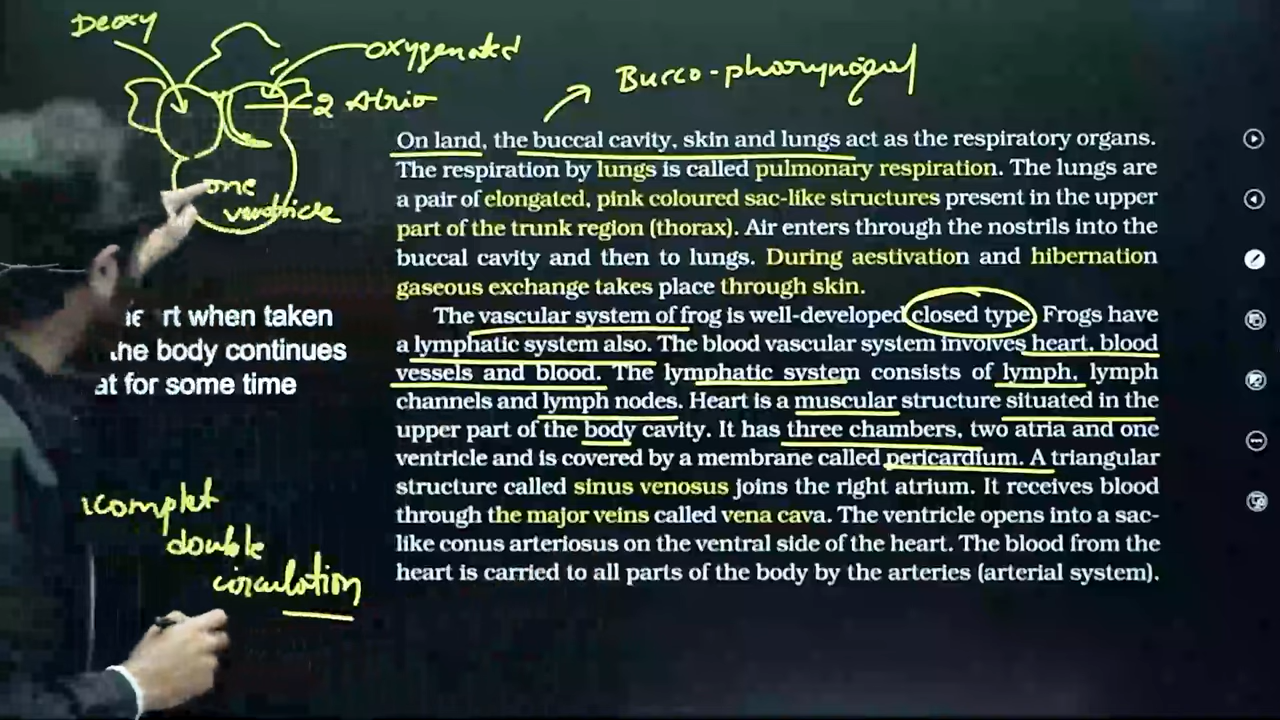 Deoxy
oxygenated
2 Atria
one
ventricle
Bucco-pharyngeal
On land, the buccal cavity, skin and lungs act as the respiratory organs.
The respiration by lungs is called pulmonary respiration. The lungs are
a pair of elongated, pink coloured sac-like structures present in the upper
part of the trunk region (thorax). Air enters through the nostrils into the
buccal cavity and then to lungs. During aestivation and hibernation
gaseous exchange takes place through skin.
The vascular system of frog is well-developed closed type. Frogs have
a lymphatic system also. The blood vascular system involves heart, blood
vessels and blood. The lymphatic system consists of lymph, lymph
channels and lymph nodes. Heart is a muscular structure situated in the
upper part of the body cavity. It has three chambers, two atria and one
ventricle and is covered by a membrane called pericardium. A triangular
structure called sinus venosus joins the right atrium. It receives blood
through the major veins called vena cava. The ventricle opens into a sac-
like conus arteriosus on the ventral side of the heart. The blood from the
heart is carried to all parts of the body by the arteries (arterial system).
rt when taken
the body continues
at for some time
icomplet
double
circulation